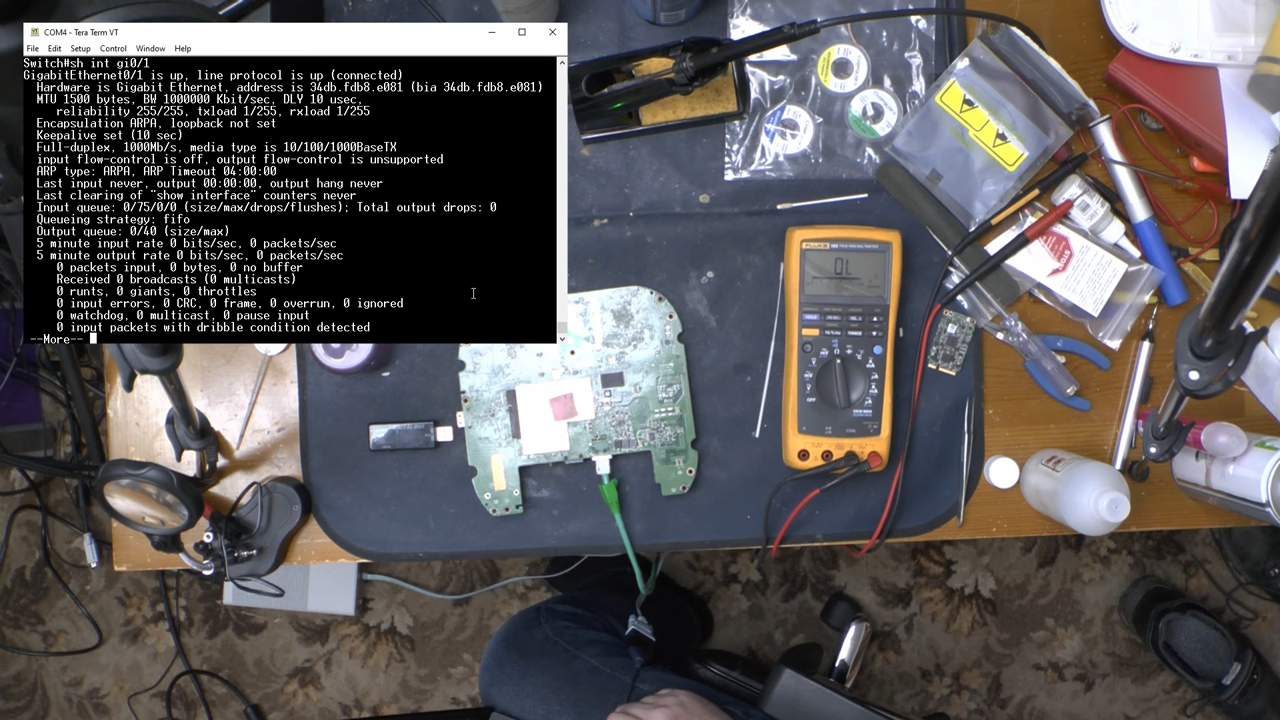 COM4 - Tera Term VT
File Edit Setup Control Window Help
Switch#sh int gi0/1
GigabitEthernet0/1 is up, line protocol is up (connected)
Hardware is Gigabit Ethernet, address is 34db.fdb8.e081 (bia 34db.fdb8.e081)
MTU 1500 bytes, BW 1000000 Kbit/sec, DLY 10 usec,
reliability 255/255, txload 1/255, rxload 1/255
Encapsulation ARPA, loopback not set
Keepalive set (10 sec)
Full-duplex, 1000Mb/s, media type is 10/100/1000BaseTX
input flow-control is off, output flow-control is unsupported
ARP type: ARPA, ARP Timeout 04:00:00
Last input never, output 00:00:00, output hang never
Last clearing of "show interface" counters never
Input queue: 0/75/0/0 (size/max/drops/flushes); Total output drops: 0
Queueing strategy: fifo
Output queue: 0/40 (size/max)
5 minute input rate 0 bits/sec, 0 packets/sec
5 minute output rate 0 bits/sec, 0 packets/sec
0 packets input, 0 bytes, 0 no buffer
Received 0 broadcasts (0 multicasts)
0 runts, 0 giants, 0 throttles
0 input errors, 0 CRC, 0 frame, 0 overrun, 0 ignored
0 watchdog, 0 multicast, 0 pause input
0 input packets with dribble condition detected
--More--
FLUKE
OL
OFF